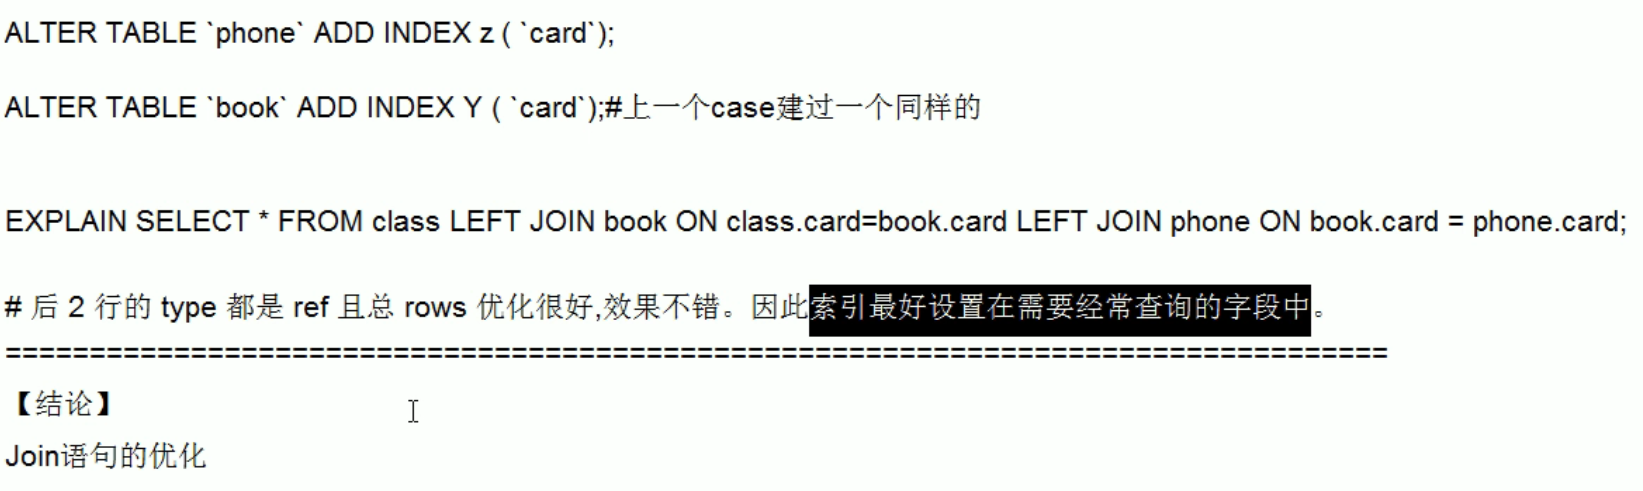 ALTER TABLE `phone` ADD INDEX z ( `card`);
ALTER TABLE `book` ADD INDEX Y ( `card`);#上一个case建过一个同样的
EXPLAIN SELECT * FROM class LEFT JOIN book ON class.card=book.card LEFT JOIN phone ON book.card = phone.card;
# 后 2 行的 type 都是 ref 且总 rows 优化很好,效果不错。因此索引最好设置在需要经常查询的字段中。
==================================================================================
【结论】
Join语句的优化